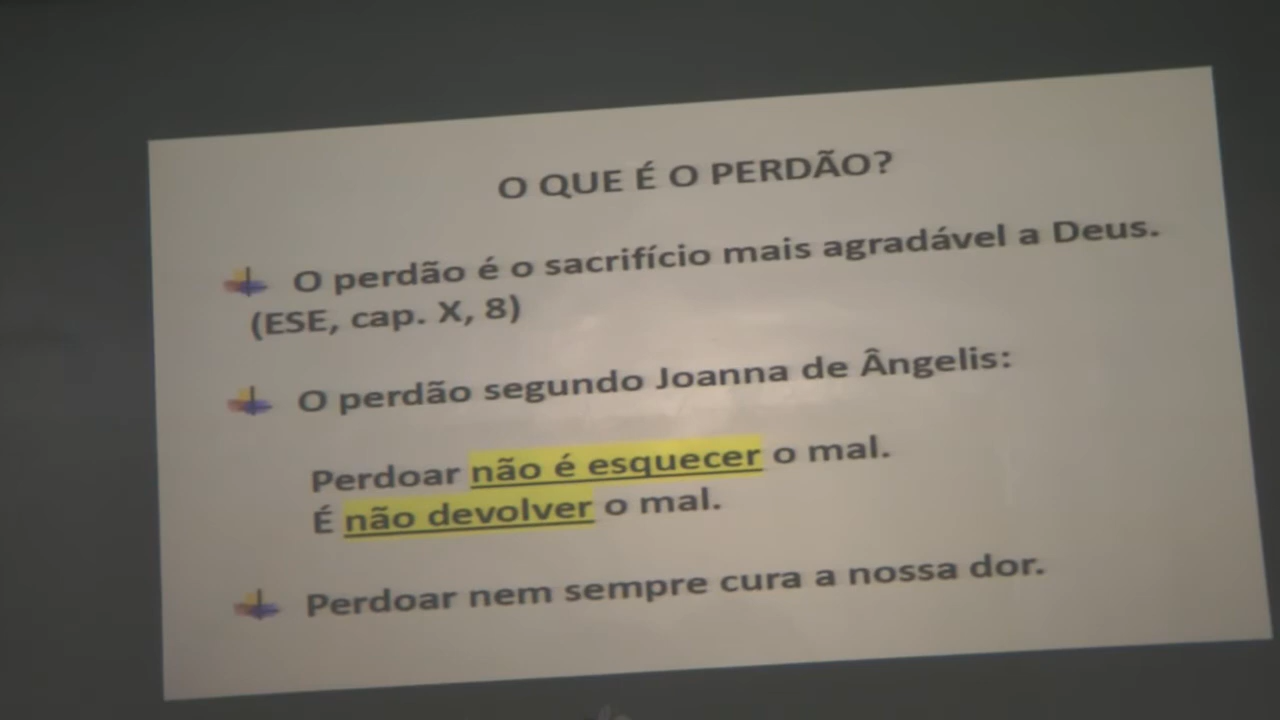 O QUE É O PERDÃO?
O perdão é o sacrifício mais agradável a Deus.
(ESE, cap. X, 8)
O perdão segundo Joanna de Ângelis:
Perdoar não é esquecer o mal.
É não devolver o mal.
Perdoar nem sempre cura a nossa dor.